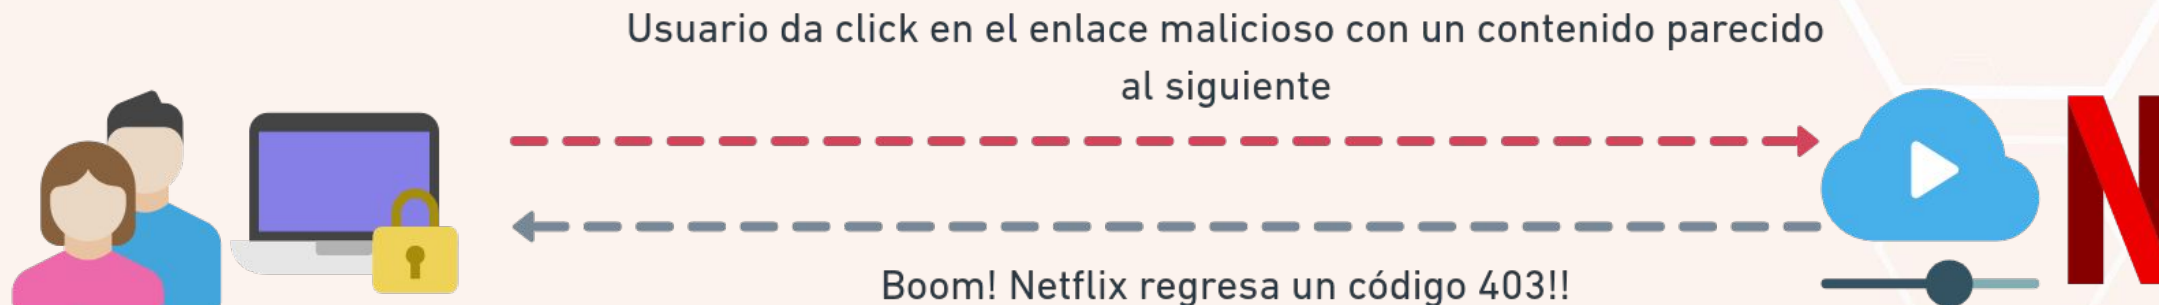 Usuario da click en el enlace malicioso con un contenido parecido
al siguiente
Boom! Netflix regresa un código 403!!
N